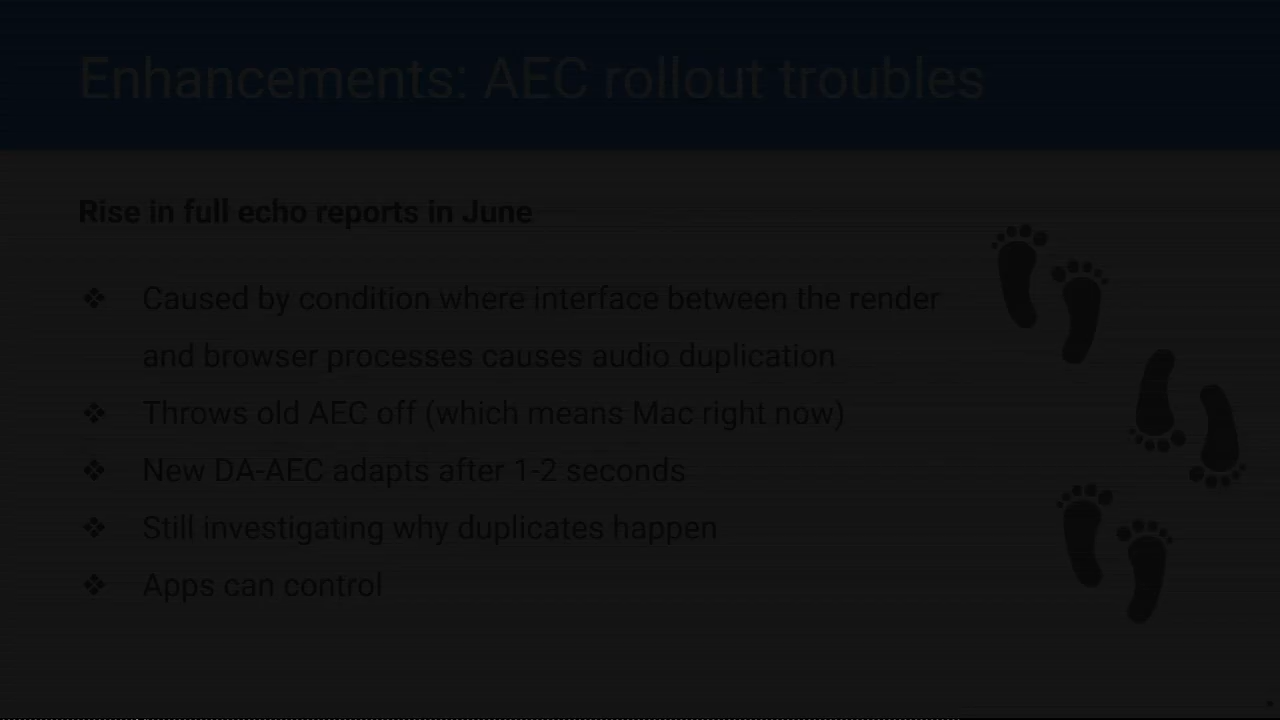 Enhancements: AEC rollout troubles
Rise in full echo reports in June
❖ Caused by condition where interface between the render
and browser processes causes audio duplication
❖ Throws old AEC off (which means Mac right now)
❖ New DA-AEC adapts after 1-2 seconds
❖ Still investigating why duplicates happen
❖ Apps can control